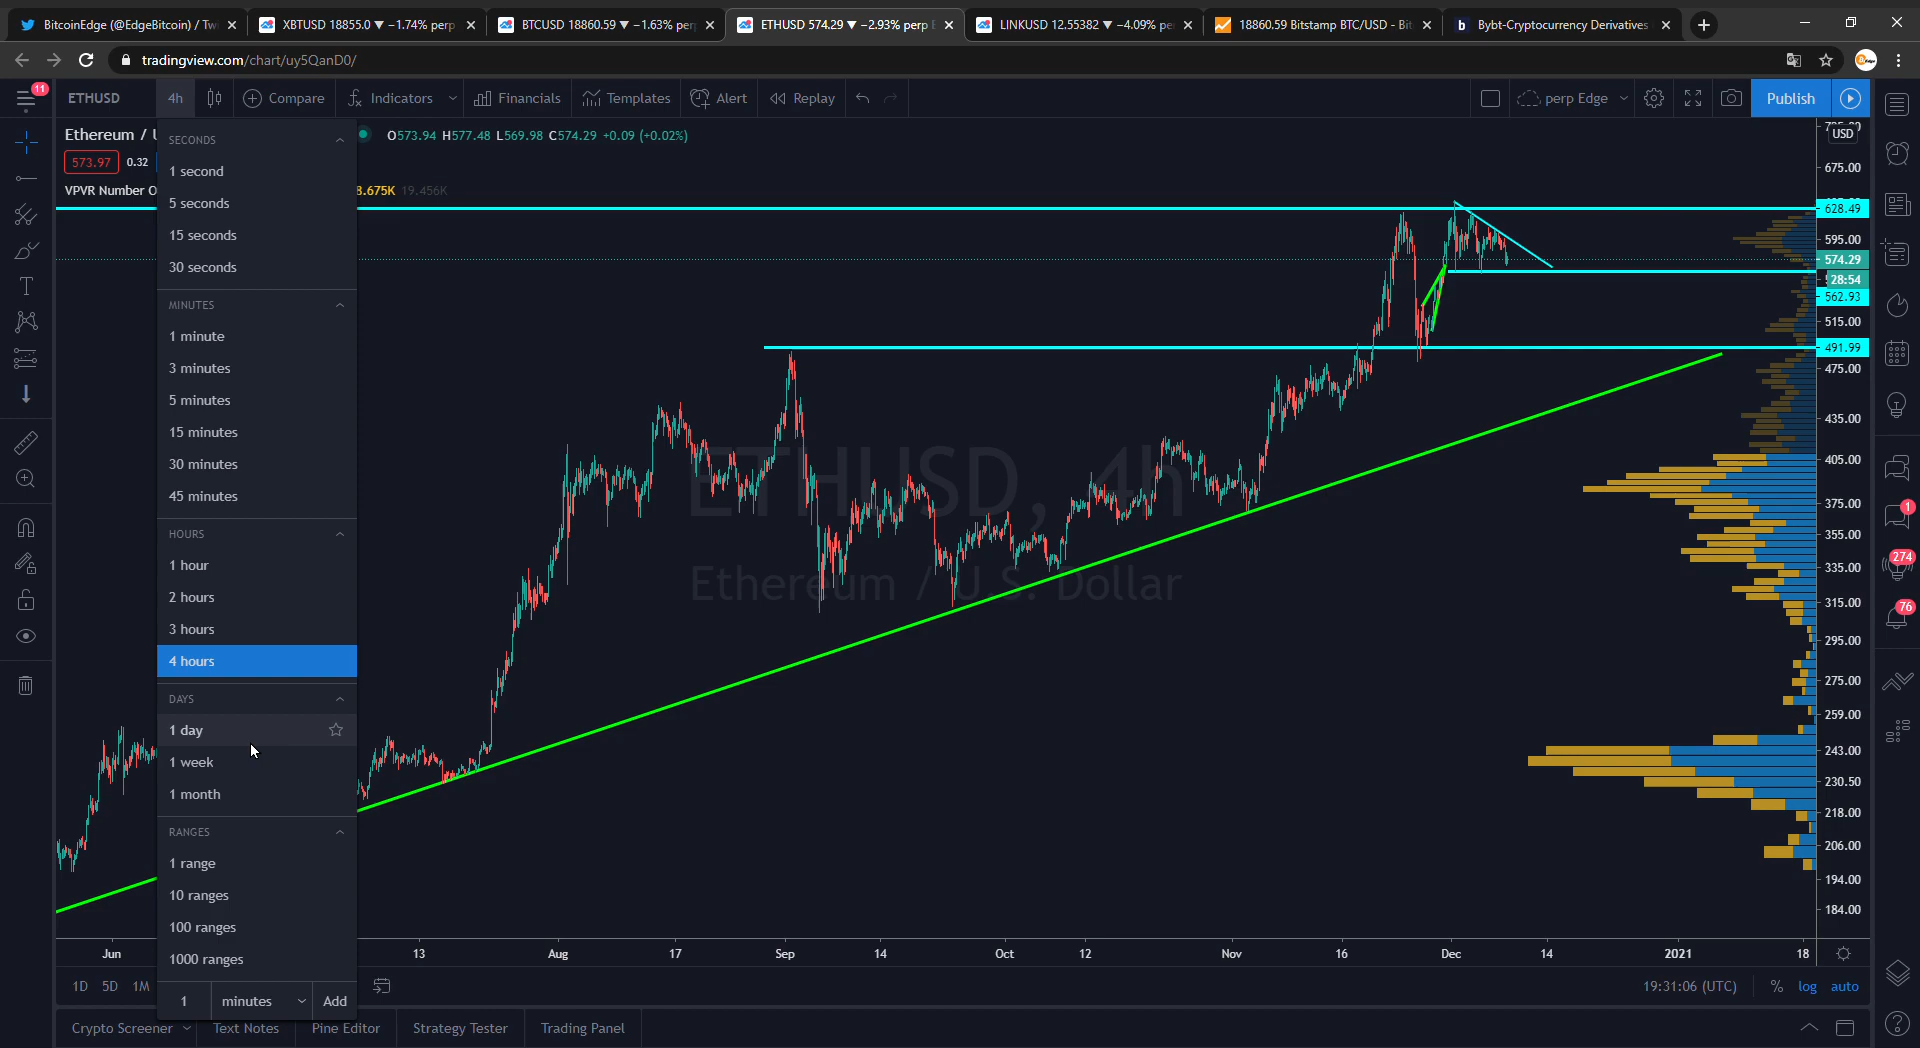 BitcoinEdge (@EdgeBitcoin) / Tw
XBTUSD 18855.0 ▼ −1.74% perp
BTCUSD 18860.59 ▼ −1.63% per
ETHUSD 574.29 ▼ −2.93% perp
LINKUSD 12.55382 ▼ −4.09% pe
18860.59 Bitstamp BTC/USD - Bit
Bybt-Cryptocurrency Derivatives
tradingview.com/chart/uy5QanD0/
11
ETHUSD
4h
Compare
Indicators
Financials
Templates
Alert
Replay
perp Edge
Publish
Ethereum / U
O573.94 H577.48 L569.98 C574.29 +0.09 (+0.02%)
573.97 0.32
VPVR Number O
8.675K 19.456K
SECONDS
1 second
5 seconds
15 seconds
30 seconds
MINUTES
1 minute
3 minutes
5 minutes
15 minutes
30 minutes
45 minutes
HOURS
1 hour
2 hours
3 hours
4 hours
DAYS
1 day
1 week
1 month
RANGES
1 range
10 ranges
100 ranges
1000 ranges
1 minutes Add
ETHUSD, 4h
Ethereum / U.S. Dollar
USD
675.00
628.49
595.00
574.29
28:54
562.93
515.00
491.99
475.00
435.00
405.00
375.00
355.00
335.00
315.00
295.00
275.00
259.00
243.00
230.50
218.00
206.00
194.00
184.00
1
274
76
Jun 13 Aug 17 Sep 14 Oct 12 Nov 16 Dec 14 2021 18
1D 5D 1M
19:31:06 (UTC) % log auto
Crypto Screener Text Notes Pine Editor Strategy Tester Trading Panel